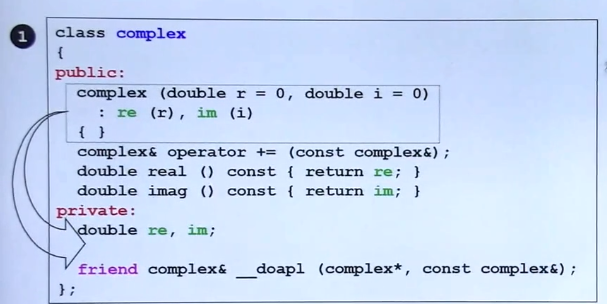 1
class complex
{
public:
complex (double r = 0, double i = 0)
: re (r), im (i)
{ }
complex& operator += (const complex&);
double real () const { return re; }
double imag () const { return im; }
private:
double re, im;
friend complex& __doapl (complex*, const complex&);
};